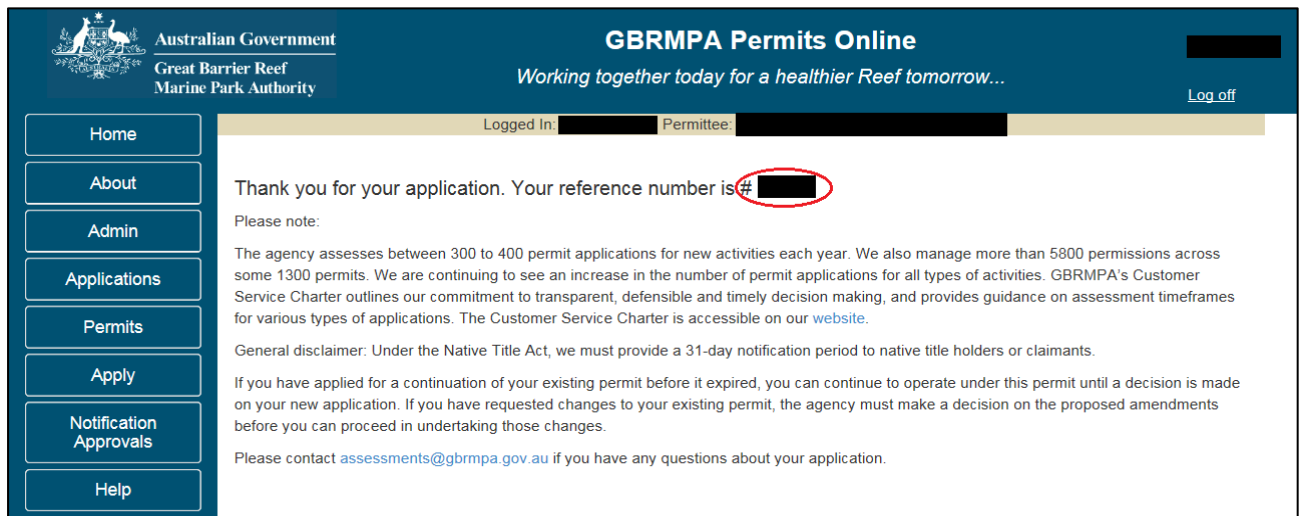 Australian Government
Great Barrier Reef
Marine Park Authority
GBRMPA Permits Online
Working together today for a healthier Reef tomorrow...
Log off
Logged In: Permittee:
Home
About
Admin
Applications
Permits
Apply
Notification
Approvals
Help
Thank you for your application. Your reference number is #
Please note:
The agency assesses between 300 to 400 permit applications for new activities each year. We also manage more than 5800 permissions across
some 1300 permits. We are continuing to see an increase in the number of permit applications for all types of activities. GBRMPA's Customer
Service Charter outlines our commitment to transparent, defensible and timely decision making, and provides guidance on assessment timeframes
for various types of applications. The Customer Service Charter is accessible on our website.
General disclaimer: Under the Native Title Act, we must provide a 31-day notification period to native title holders or claimants.
If you have applied for a continuation of your existing permit before it expired, you can continue to operate under this permit until a decision is made
on your new application. If you have requested changes to your existing permit, the agency must make a decision on the proposed amendments
before you can proceed in undertaking those changes.
Please contact assessments@gbrmpa.gov.au if you have any questions about your application.